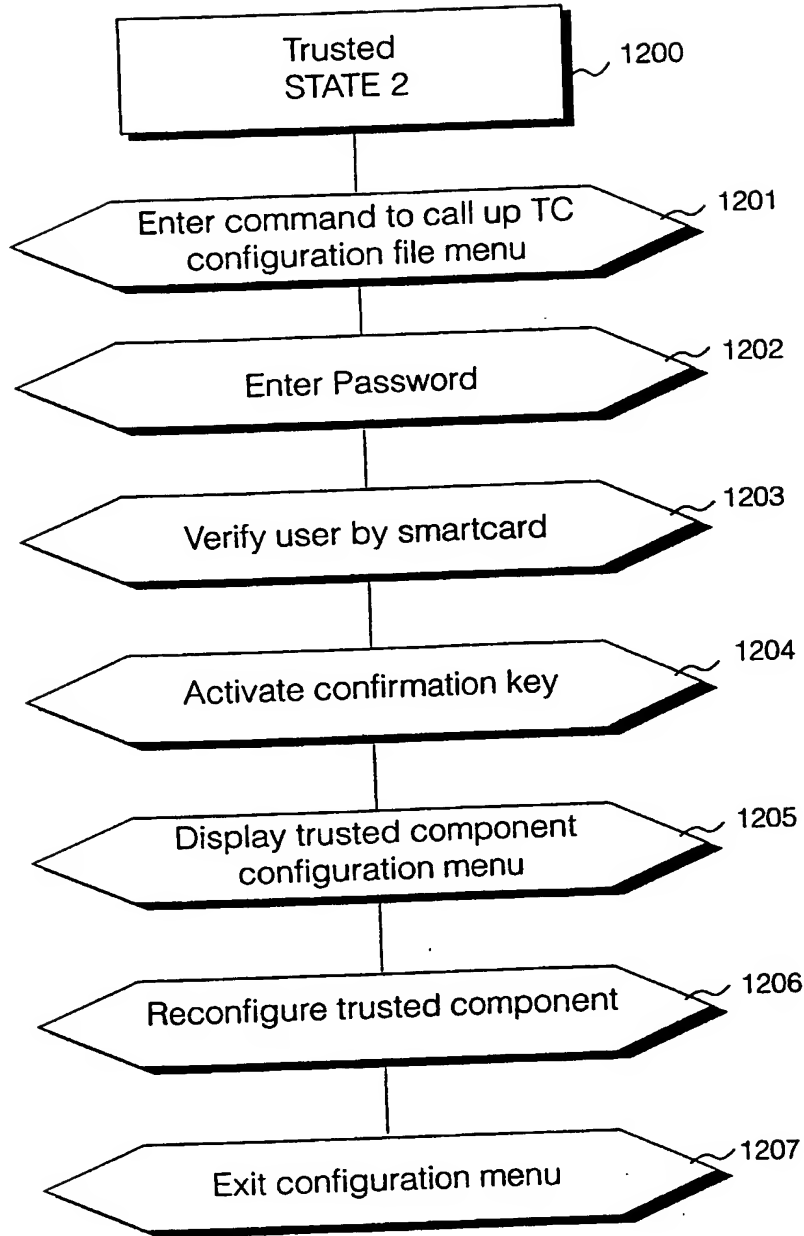 Trusted
STATE 2
1200
Enter command to call up TC
configuration file menu
1201
Enter Password
1202
Verify user by smartcard
1203
Activate confirmation key
1204
Display trusted component
configuration menu
1205
Reconfigure trusted component
1206
Exit configuration menu
1207